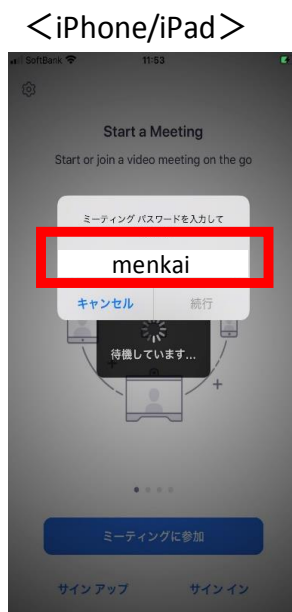 ＜iPhone/iPad＞
SoftBank 11:53
Start a Meeting
Start or join a video meeting on the go
ミーティング パスワードを入力して
menkai
キャンセル 続行
待機しています...
ミーティングに参加
サインアップ サインイン